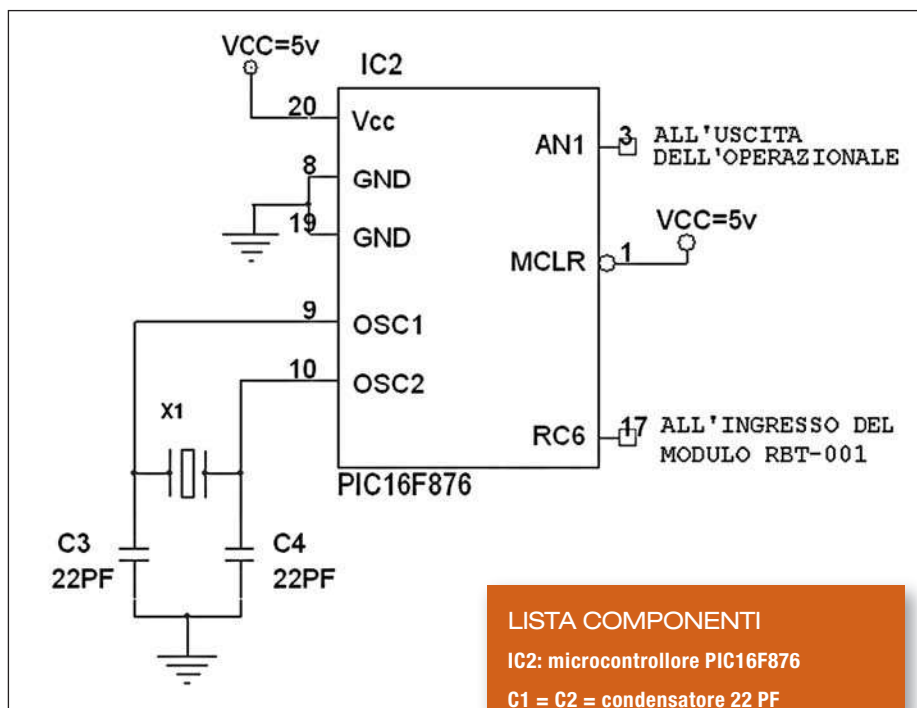 VCC=5v
IC2
20
Vcc
AN1
3
ALL'USCITA
DELL'OPERAZIONALE
8
GND
19
GND
VCC=5v
MCLR
1
9
OSC1
10
OSC2
X1
RC6
17
ALL'INGRESSO DEL
MODULO RBT-001
PIC16F876
C3
22PF
C4
22PF
LISTA COMPONENTI
IC2: microcontrollore PIC16F876
C1 = C2 = condensatore 22 PF